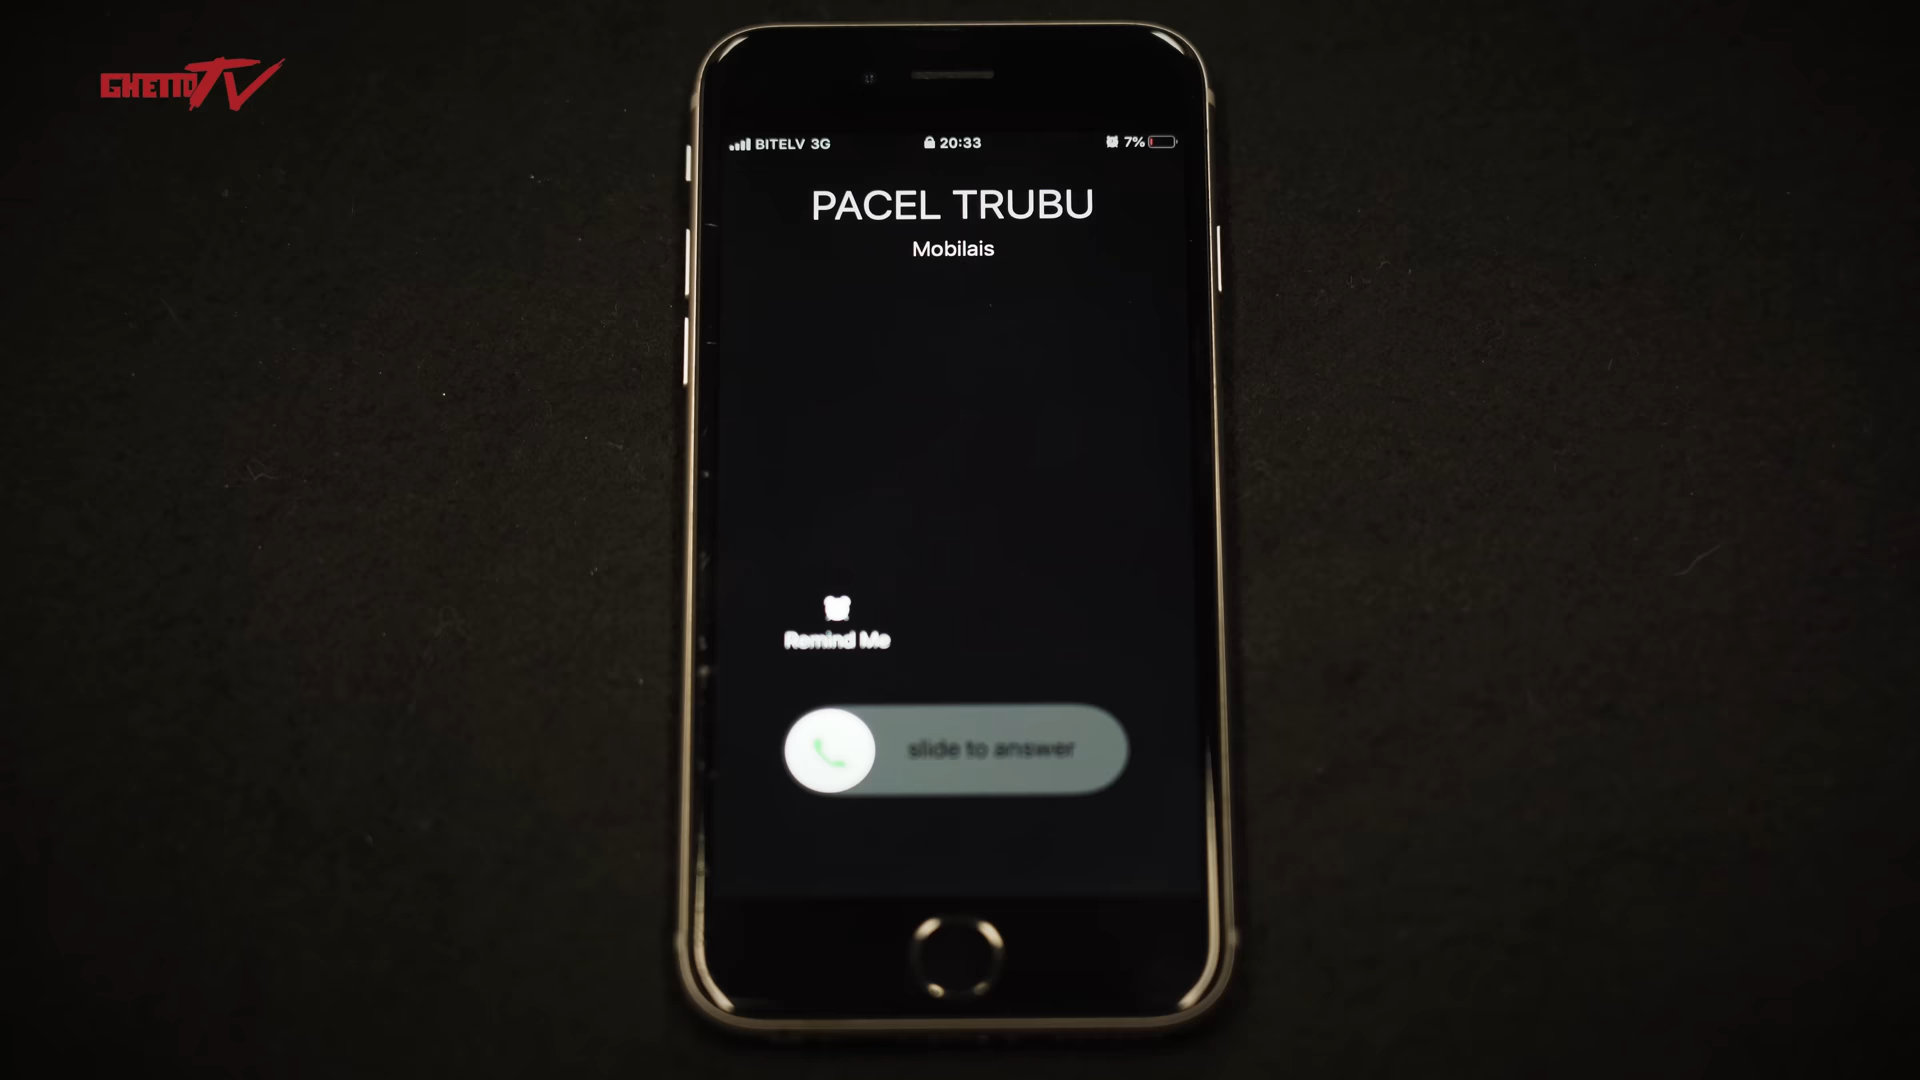 GHETTO TV
BITELV 3G 20:33 7%
PACEL TRUBU
Mobilais
Remind Me
slide to answer